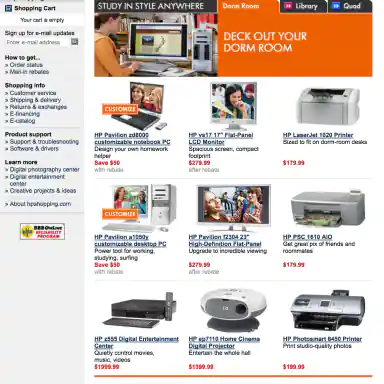 Shopping Cart
Your cart is empty
Sign up for e-mail updates
Enter e-mail address
How to get...
» Order status
» Mail-in rebates
Shopping info
» Customer service
» Shipping & delivery
» Returns & exchanges
» E-financing
» E-catalog
Product support
» Support & troubleshooting
» Software & drivers
Learn more
» Digital photography center
» Digital entertainment
center
» Creative projects & ideas
» About hpshopping.com
BBB OnLine
RELIABILITY
PROGRAM
STUDY IN STYLE ANYWHERE
Dorm Room
Library
Quad
DECK OUT YOUR
DORM ROOM
CUSTOMIZE
HP Pavilion zd8000
customizable notebook PC
Design your own homework
helper
Save $50
with rebate
HP vs17 17" Flat-Panel
LCD Monitor
Spacious screen, compact
footprint
$279.99
after rebate
HP LaserJet 1020 Printer
Sized to fit on dorm-room desks
$179.99
CUSTOMIZE
HP Pavilion a1050y
customizable desktop PC
Power tool for working,
studying, surfing
Save $50
with rebate
HP Pavilion f2304 23"
High-Definition Flat-Panel
Upgrade to incredible viewing
$279.99
after rebate
HP PSC 1610 AiO
Get great pix of friends and
roommates
$179.99
HP z555 Digital Entertainment
Center
Quietly control movies,
music, videos
$1999.99
HP ep7110 Home Cinema
Digital Projector
Entertain the whole hall
$1399.99
HP Photosmart 8450 Printer
Print studio-quality photos
$199.99